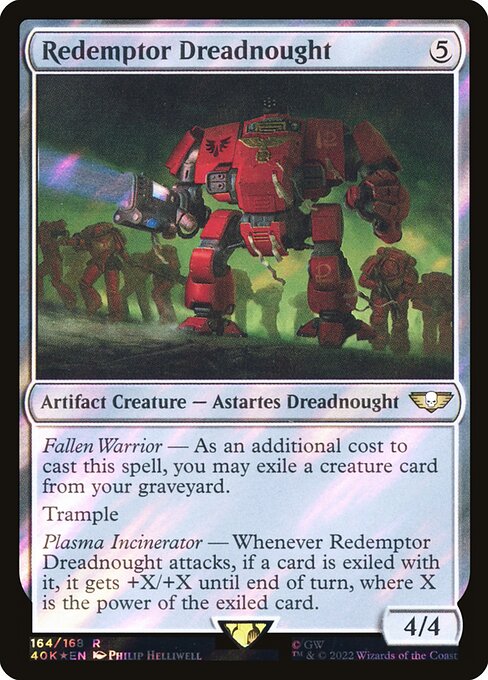 Redemptor Dreadnought 5
Artifact Creature — Astartes Dreadnought
Fallen Warrior — As an additional cost to
cast this spell, you may exile a creature card
from your graveyard.
Trample
Plasma Incinerator — Whenever Redemptor
Dreadnought attacks, if a card is exiled with
it, it gets +X/+X until end of turn, where X
is the power of the exiled card.
4/4
164/168 R
40K★EN Philip Helliwell
© GW
™ & © 2022 Wizards of the Coast